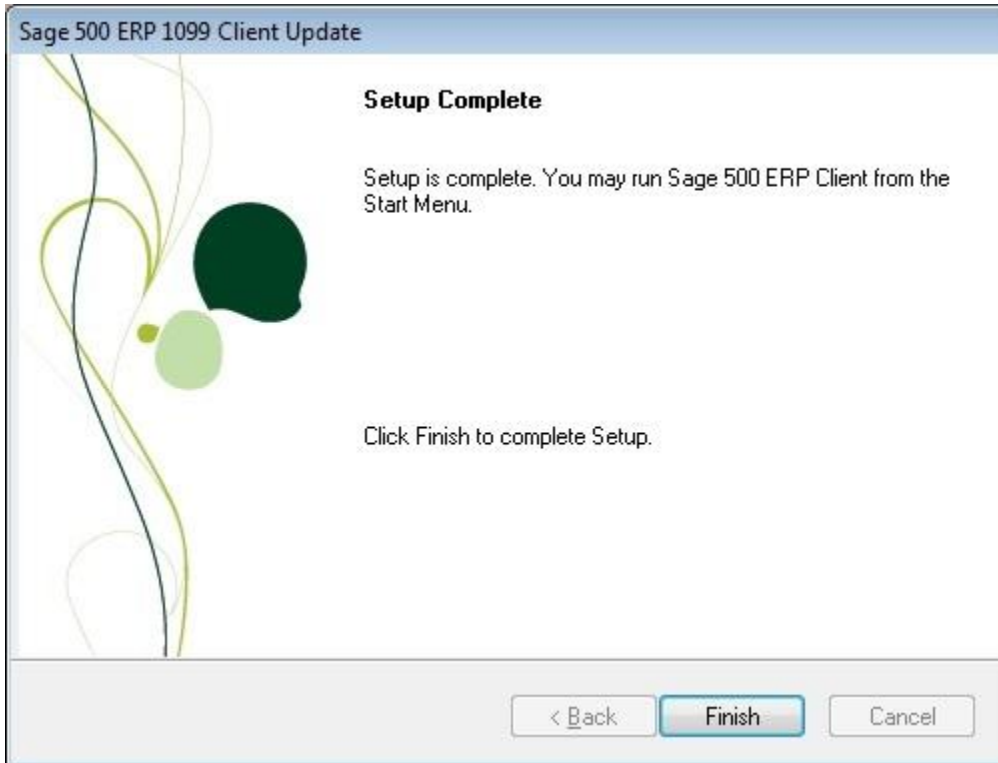 Sage 500 ERP 1099 Client Update
Setup Complete
Setup is complete. You may run Sage 500 ERP Client from the
Start Menu.
Click Finish to complete Setup.
< Back
Finish
Cancel